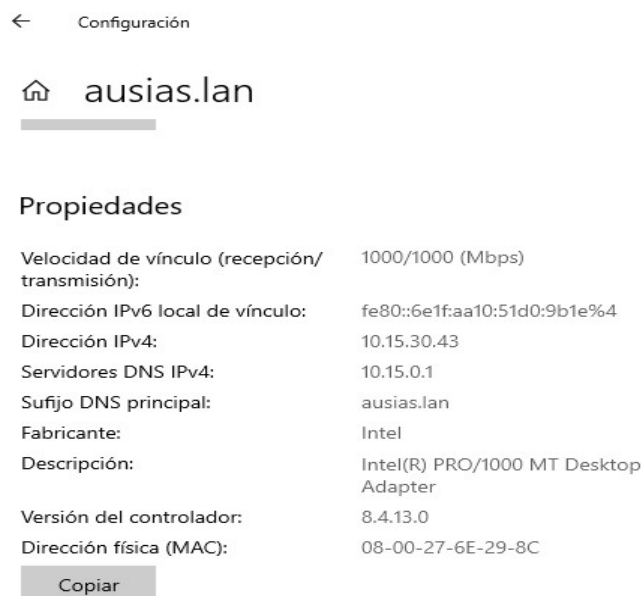 Configuración
ausias.lan
Propiedades
Velocidad de vínculo (recepción/ 1000/1000 (Mbps)
transmisión):
Dirección IPv6 local de vínculo: fe80::6e1f:aa10:51d0:9b1e%4
Dirección IPv4: 10.15.30.43
Servidores DNS IPv4: 10.15.0.1
Sufijo DNS principal: ausias.lan
Fabricante: Intel
Descripción: Intel(R) PRO/1000 MT Desktop
Adapter
Versión del controlador: 8.4.13.0
Dirección física (MAC): 08-00-27-6E-29-8C
Copiar